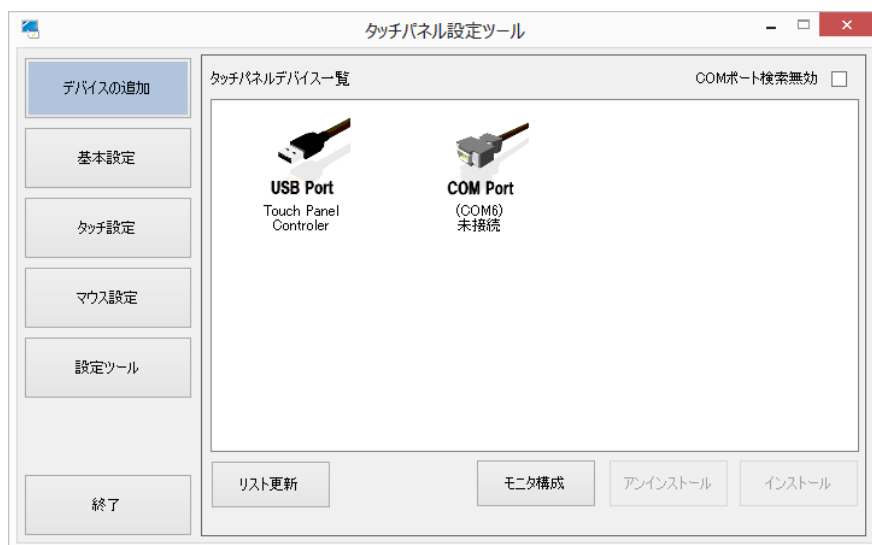 タッチパネル設定ツール
デバイスの追加
基本設定
タッチ設定
マウス設定
設定ツール
終了
タッチパネルデバイス一覧
COMポート検索無効
USB Port
Touch Panel
Controler
COM Port
(COM6)
未接続
リスト更新
モニタ構成
アンインストール
インストール